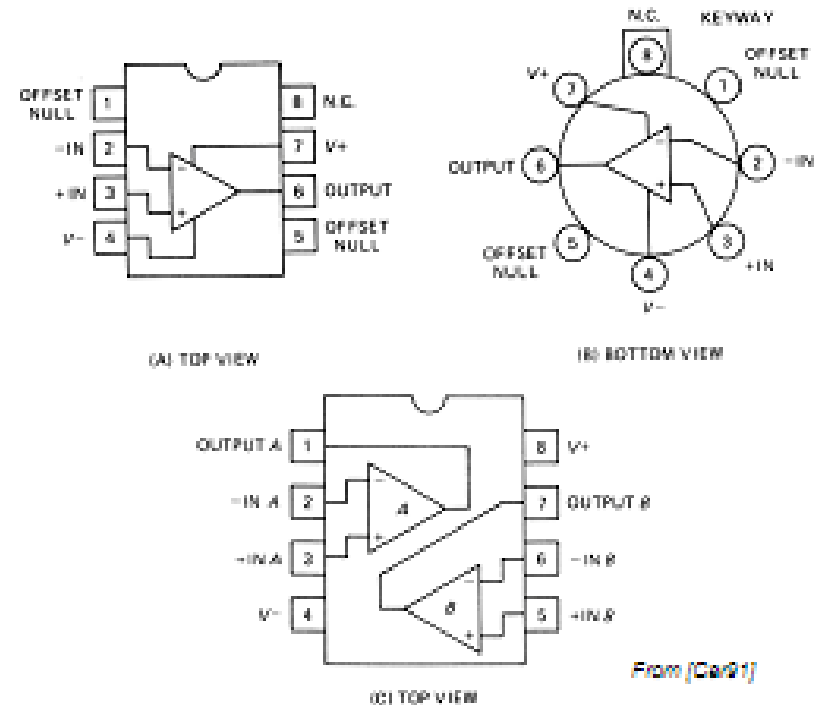 OFFSET
NULL
1
8
N.C.
-IN
2
7
V+
+IN
3
6
OUTPUT
V-
4
5
OFFSET
NULL
(A) TOP VIEW
N.C.
KEYWAY
8
OFFSET
NULL
1
V+
7
OUTPUT
6
2
-IN
OFFSET
NULL
5
3
+IN
4
V-
(B) BOTTOM VIEW
OUTPUT A
1
8
V+
-IN A
2
A
7
OUTPUT B
+IN A
3
6
-IN B
V-
4
B
5
+IN B
From [Car91]
(C) TOP VIEW